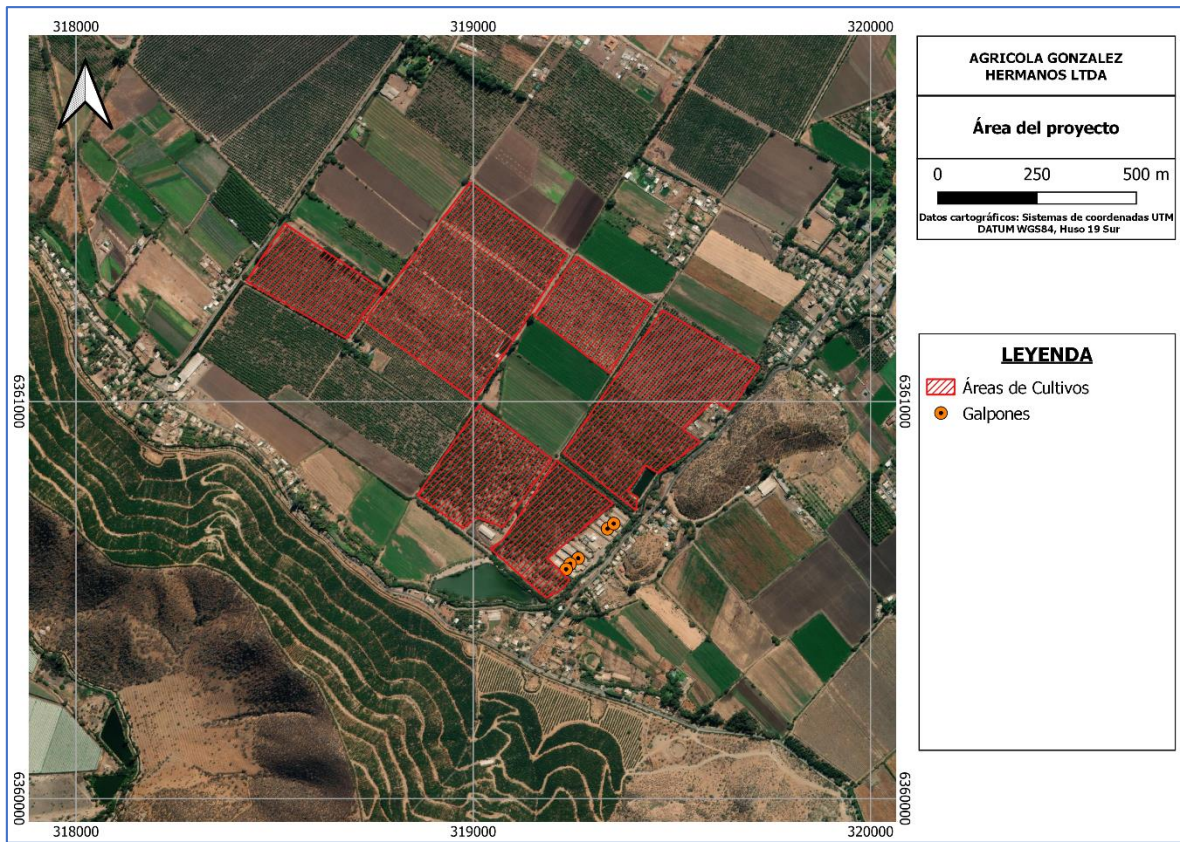 318000
319000
320000
AGRICOLA GONZALEZ
HERMANOS LTDA
Área del proyecto
0 250 500 m
Datos cartográficos: Sistemas de coordenadas UTM
DATUM WGS84, Huso 19 Sur
LEYENDA
Áreas de Cultivos
Galpones
6361000
6361000
6360000
6360000
318000
319000
320000